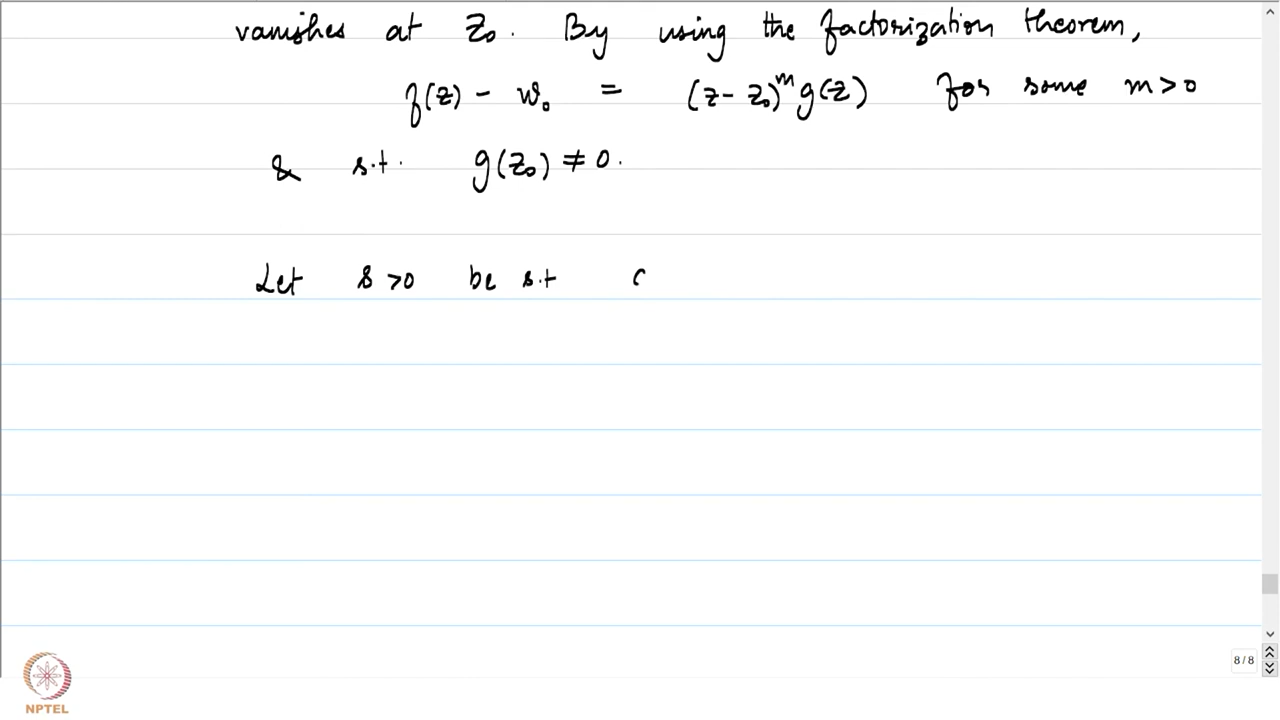 vanishes at z₀. By using the factorization theorem,
f(z) - w₀ = (z - z₀)ᵐ g(z) for some m > 0
& s.t. g(z₀) ≠ 0.
Let δ > 0 be s.t
8 / 8
NPTEL